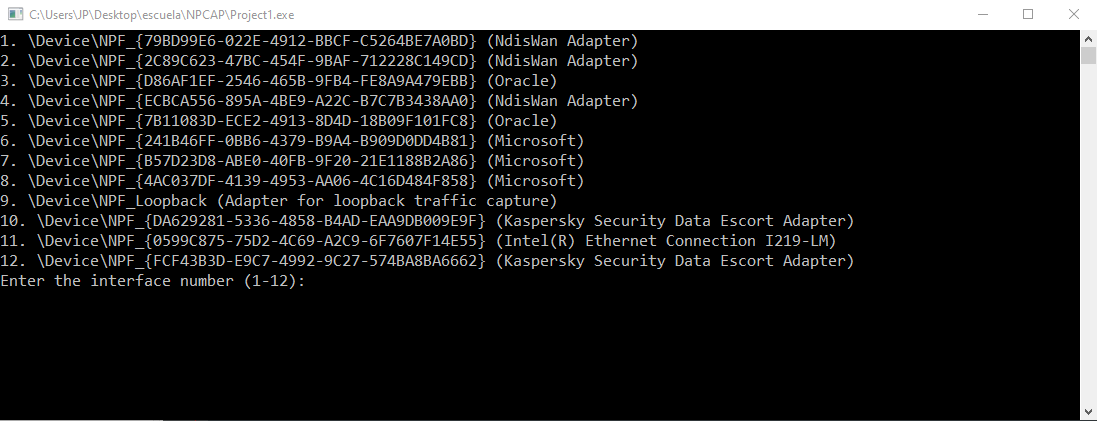 C:\Users\JP\Desktop\escuela\NPCAP\Project1.exe
1. \Device\NPF_{79BD99E6-022E-4912-BBCF-C5264BE7A0BD} (NdisWan Adapter)
2. \Device\NPF_{2C89C623-47BC-454F-9BAF-712228C149CD} (NdisWan Adapter)
3. \Device\NPF_{D86AF1EF-2546-465B-9FB4-FE8A9A479EBB} (Oracle)
4. \Device\NPF_{ECBCA556-895A-4BE9-A22C-B7C7B3438AA0} (NdisWan Adapter)
5. \Device\NPF_{7B11083D-ECE2-4913-8D4D-18B09F101FC8} (Oracle)
6. \Device\NPF_{241B46FF-0BB6-4379-B9A4-B909D0DD4B81} (Microsoft)
7. \Device\NPF_{B57D23D8-ABE0-40FB-9F20-21E1188B2A86} (Microsoft)
8. \Device\NPF_{4AC037DF-4139-4953-AA06-4C16D484F858} (Microsoft)
9. \Device\NPF_Loopback (Adapter for loopback traffic capture)
10. \Device\NPF_{DA629281-5336-4858-B4AD-EAA9DB009E9F} (Kaspersky Security Data Escort Adapter)
11. \Device\NPF_{0599C875-75D2-4C69-A2C9-6F7607F14E55} (Intel(R) Ethernet Connection I219-LM)
12. \Device\NPF_{FCF43B3D-E9C7-4992-9C27-574BA8BA6662} (Kaspersky Security Data Escort Adapter)
Enter the interface number (1-12):